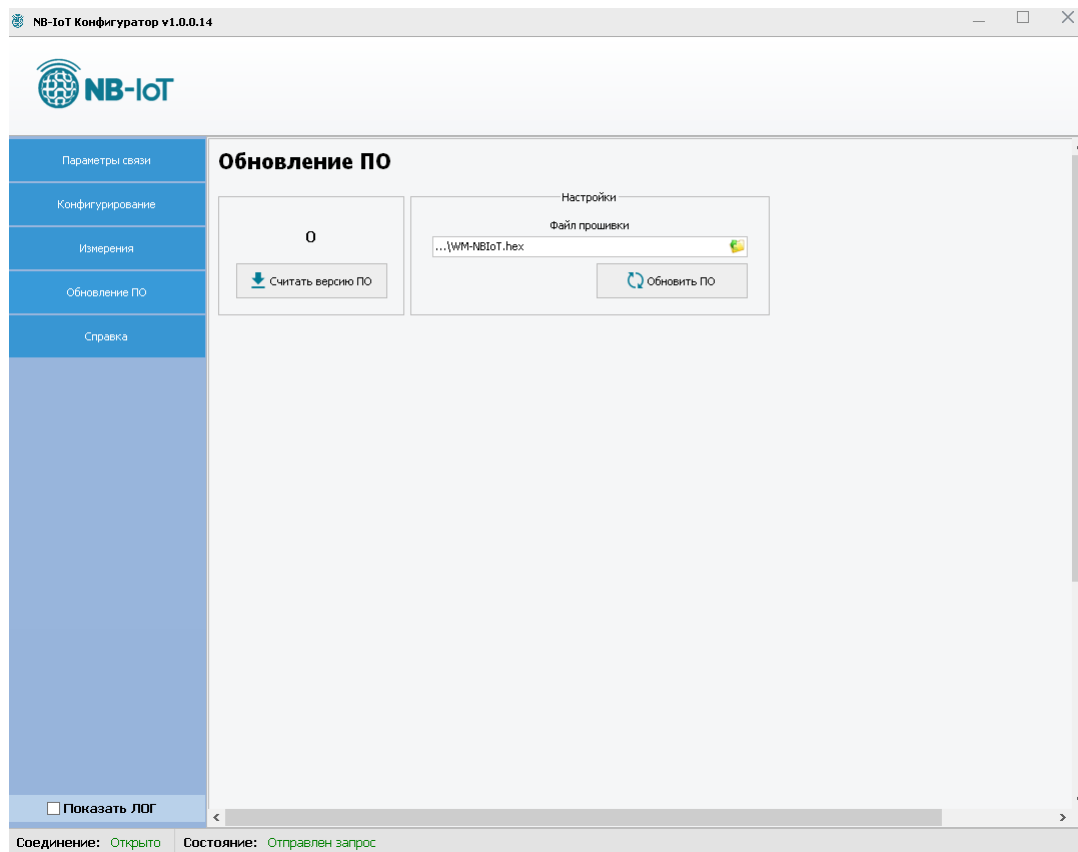 NB-IoT Конфигуратор v1.0.0.14
NB-IoT
Параметры связи
Конфигурирование
Измерения
Обновление ПО
Справка
Показать ЛОГ
Обновление ПО
0
Считать версию ПО
Настройки
Файл прошивки
...\WM-NBIoT.hex
Обновить ПО
Соединение: Открыто Состояние: Отправлен запрос